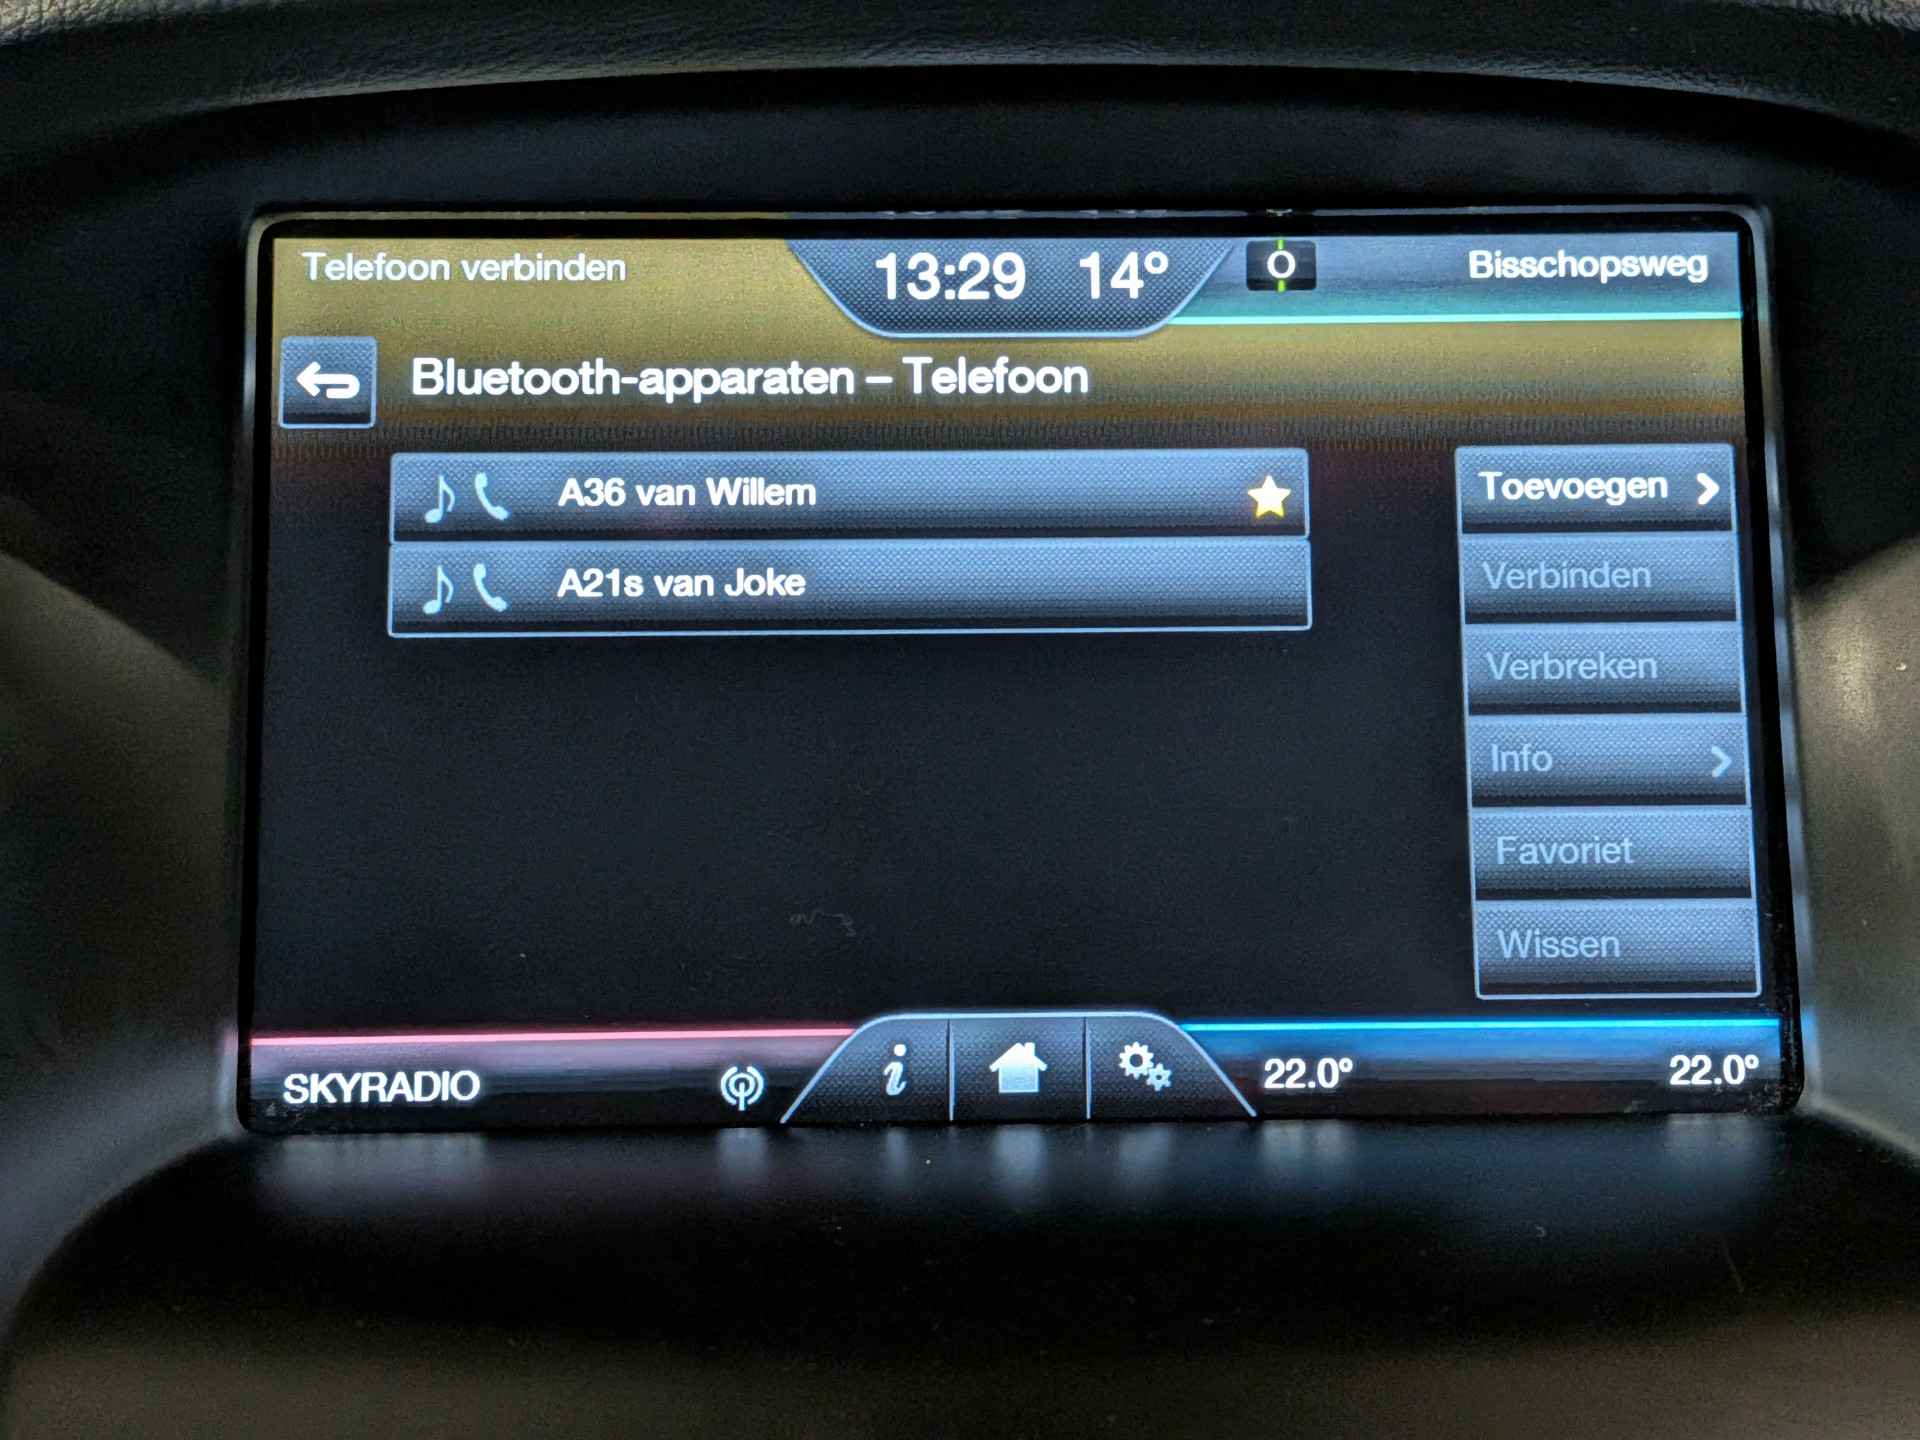 Telefoon verbinden
13:29 14°
O
Bisschopsweg
Bluetooth-apparaten – Telefoon
A36 van Willem
A21s van Joke
Toevoegen
Verbinden
Verbreken
Info
Favoriet
Wissen
SKYRADIO
i
22.0°
22.0°